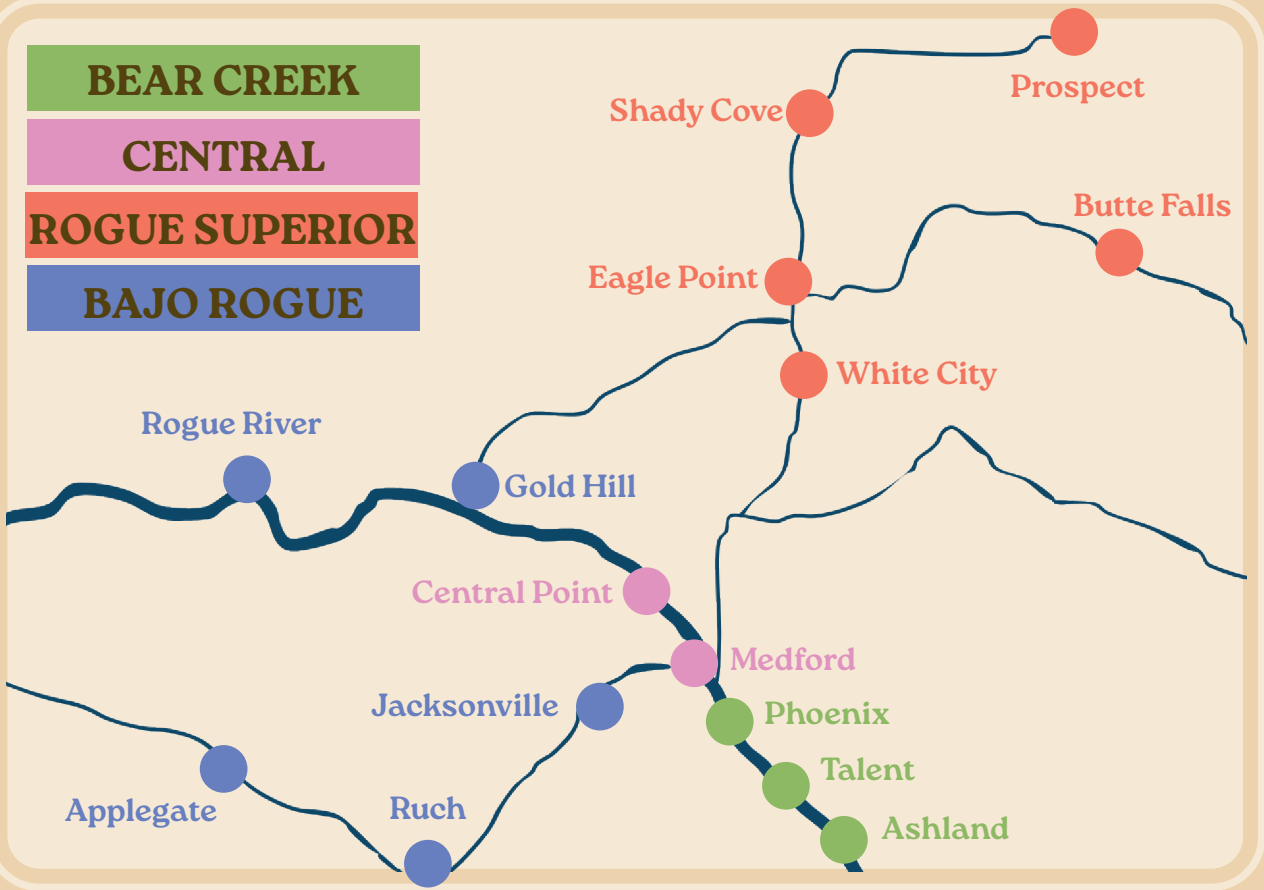 BEAR CREEK
CENTRAL
ROGUE SUPERIOR
BAJO ROGUE
Prospect
Shady Cove
Butte Falls
Eagle Point
White City
Rogue River
Gold Hill
Central Point
Medford
Jacksonville
Phoenix
Talent
Applegate
Ruch
Ashland